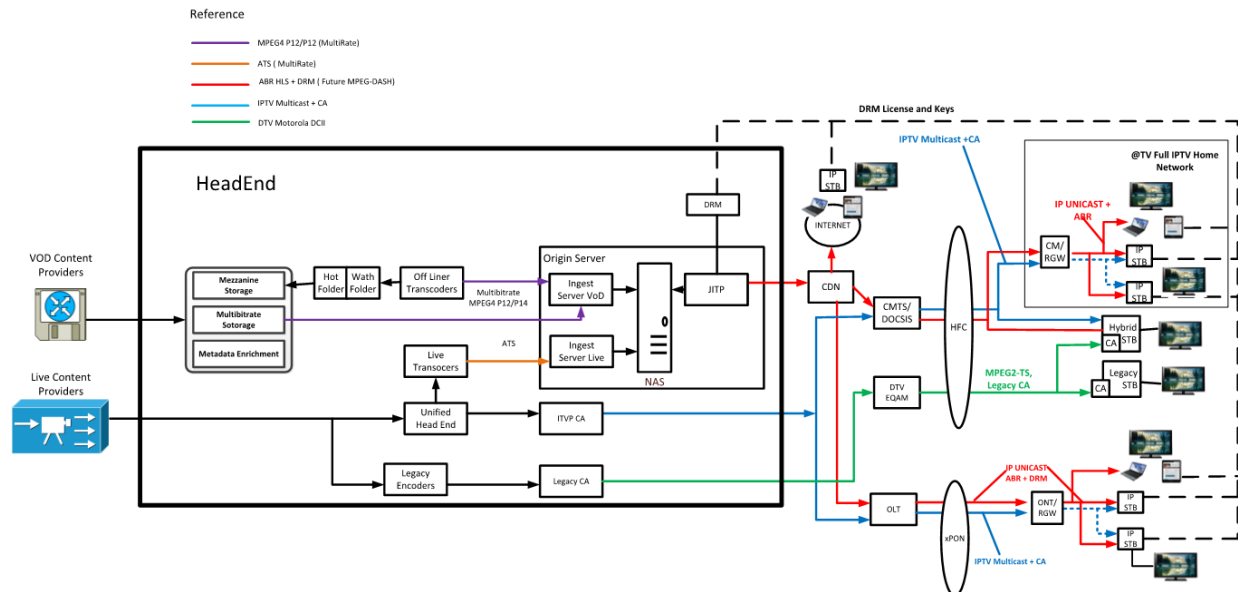 Reference
MPEG4 P12/P12 (MultiRate)
ATS ( MultiRate)
ABR HLS + DRM ( Future MPEG-DASH)
IPTV Multicast + CA
DTV Motorola DCII
HeadEnd
VOD Content
Providers
Live Content
Providers
Mezzanine
Storage
Multibitrate
Sotorage
Metadata Enrichment
Hot
Folder
Wath
Folder
Off Liner
Transcoders
Multibitrate
MPEG4 P12/P14
Live
Transocers
ATS
Unified
Head End
Legacy
Encoders
ITVP CA
Legacy CA
Origin Server
Ingest
Server VoD
Ingest
Server Live
NAS
JITP
DRM
DRM License and Keys
IP
STB
INTERNET
CDN
CMTS/
DOCSIS
DTV
EQAM
OLT
IPTV Multicast +CA
HFC
MPEG2-TS,
Legacy CA
@TV Full IPTV Home
Network
IP UNICAST +
ABR
CM/
RGW
IP
STB
IP
STB
Hybrid
STB
CA
Legacy
STB
CA
xPON
IP UNICAST
ABR + DRM
IPTV Multicast + CA
ONT/
RGW
IP
STB
IP
STB